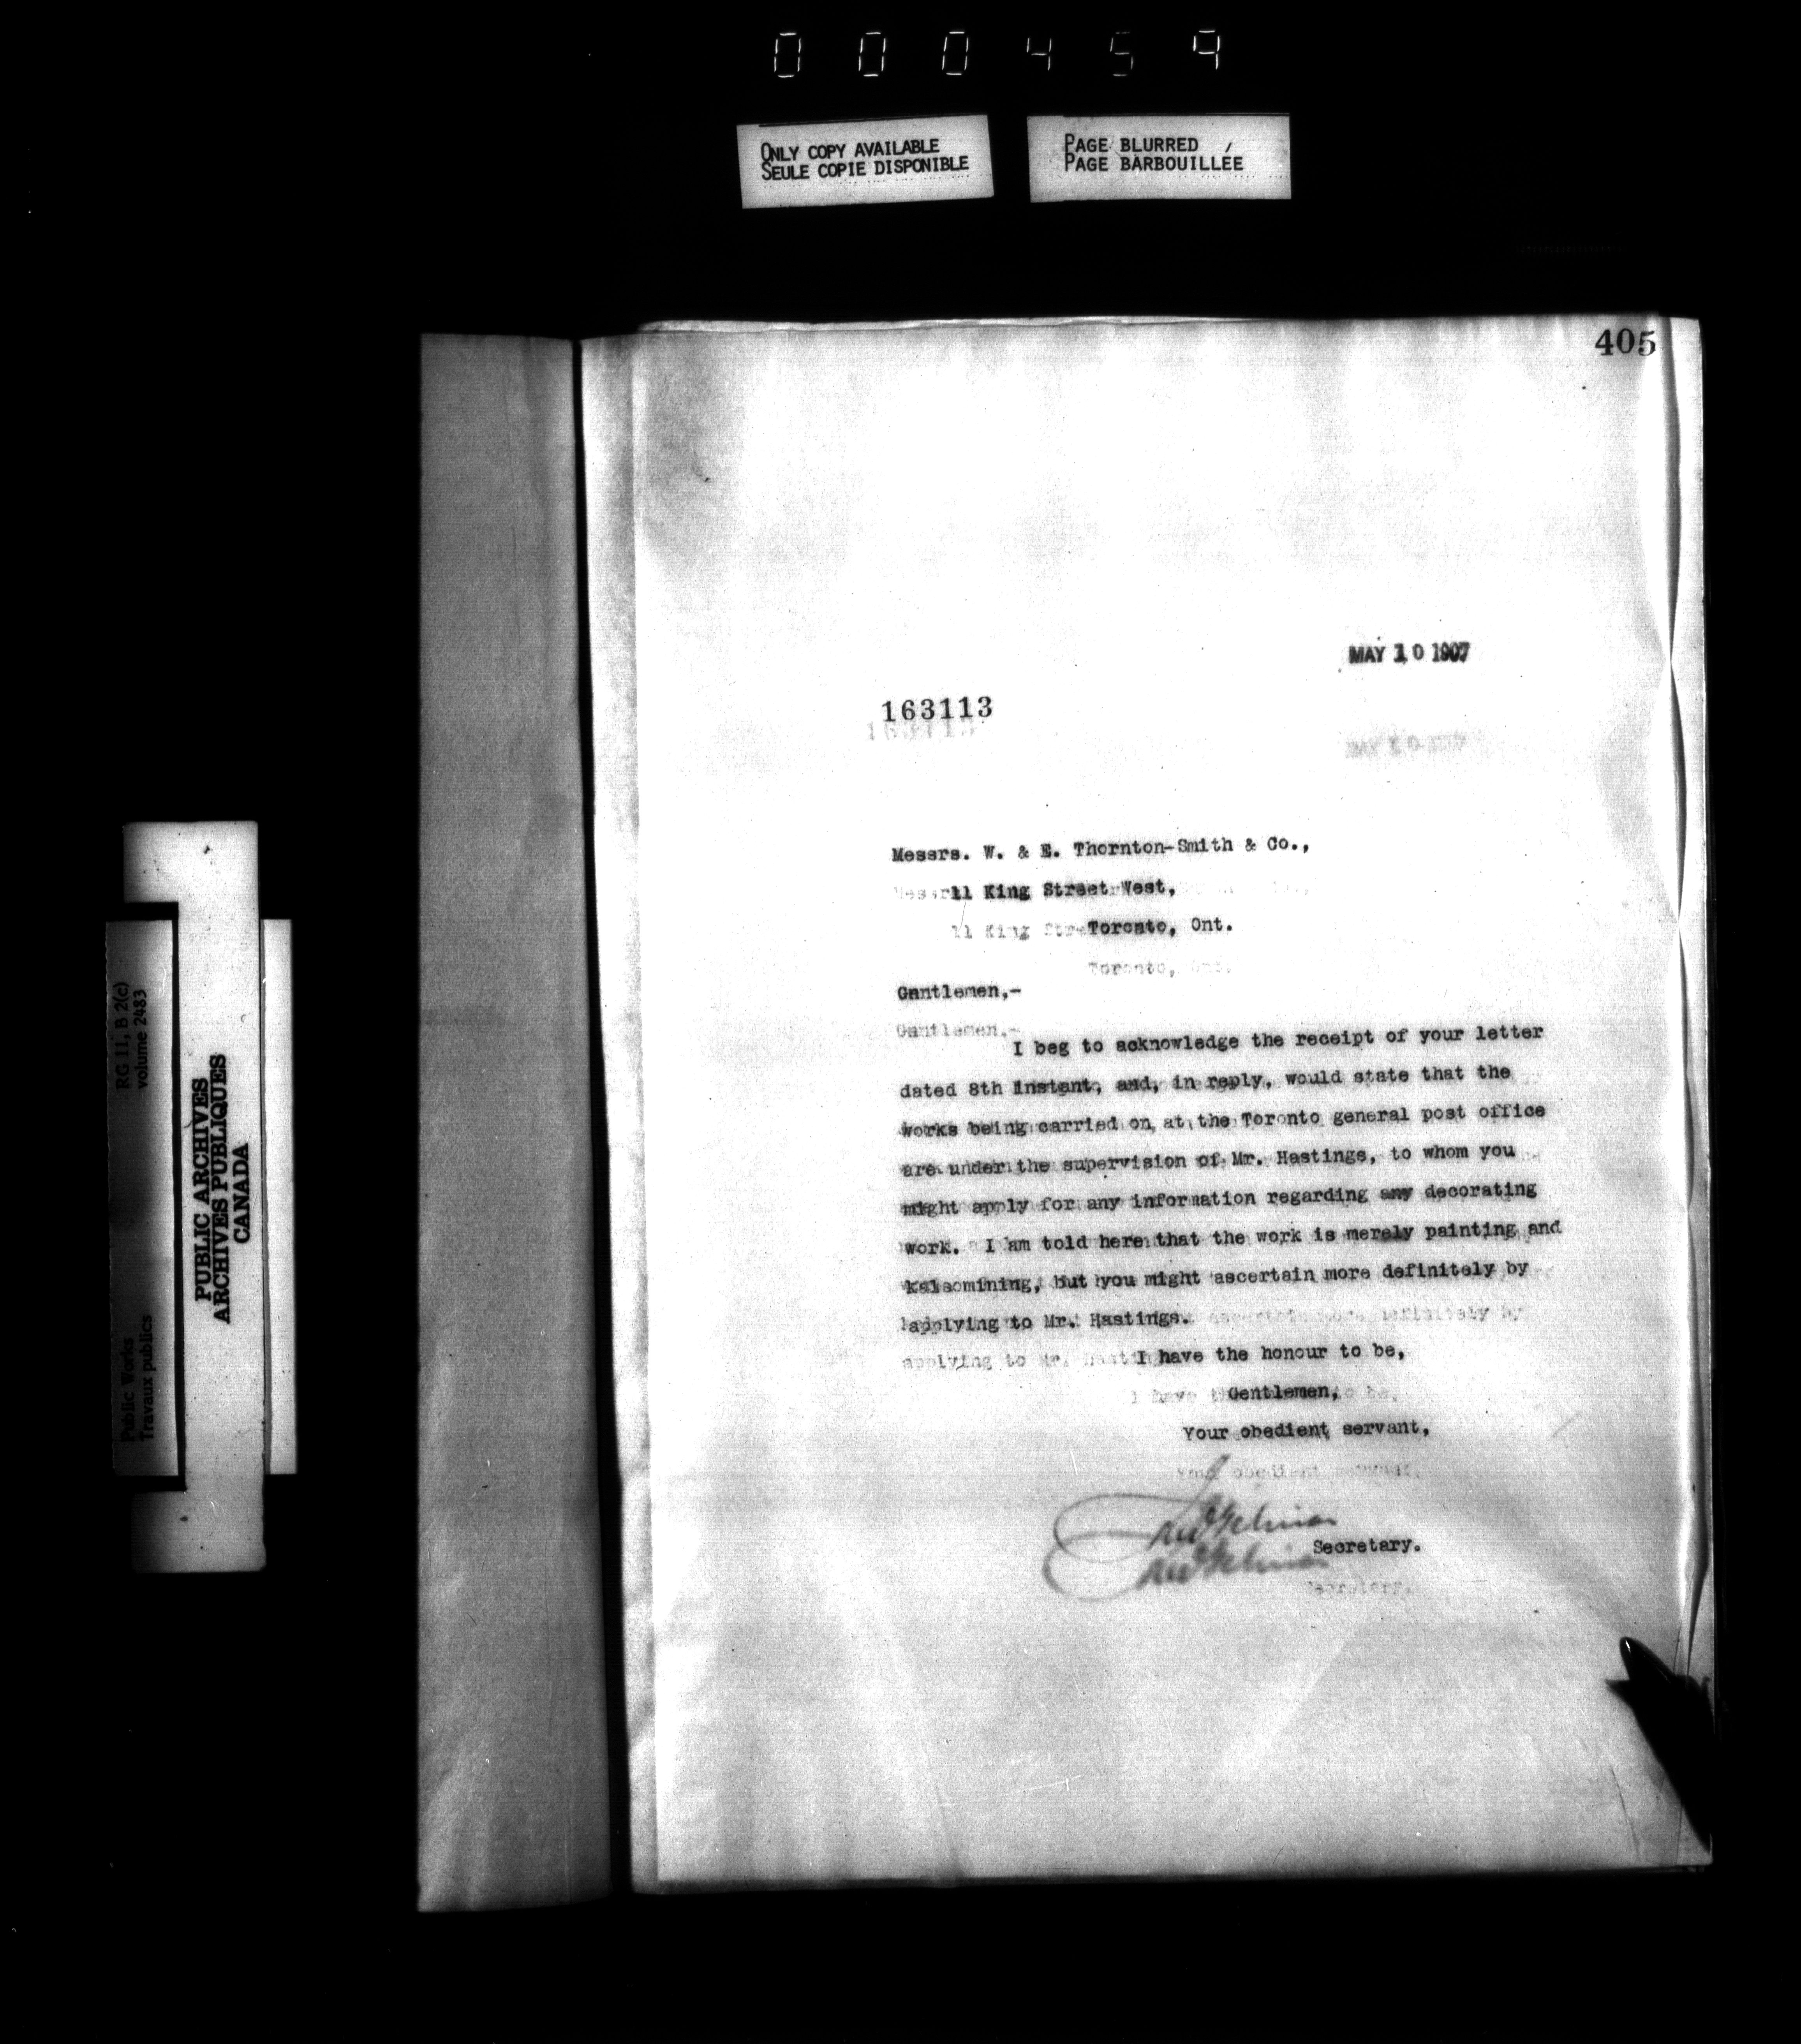 000459
ONLY COPY AVAILABLE
SEULE COPIE DISPONIBLE
PAGE BLURRED
PAGE BARBOUILLÉE
405
MAY 10 1907
163113
Messrs. W. & E. Thornton-Smith & Co.,
11 King Street West,
Toronto, Ont.
Gentlemen,-
I beg to acknowledge the receipt of your letter
dated 8th Instant, and, in reply, would state that the
works being carried on at the Toronto general post office
are under the supervision of Mr. Hastings, to whom you
might apply for any information regarding any decorating
work. I am told here that the work is merely painting and
kalsomining, but you might ascertain more definitely by
applying to Mr. Hastings.
I have the honour to be,
Gentlemen,
Your obedient servant,
Secretary.
RG 11, B 2(c)
volume 2483
Public Works
Travaux publics
PUBLIC ARCHIVES
ARCHIVES PUBLIQUES
CANADA